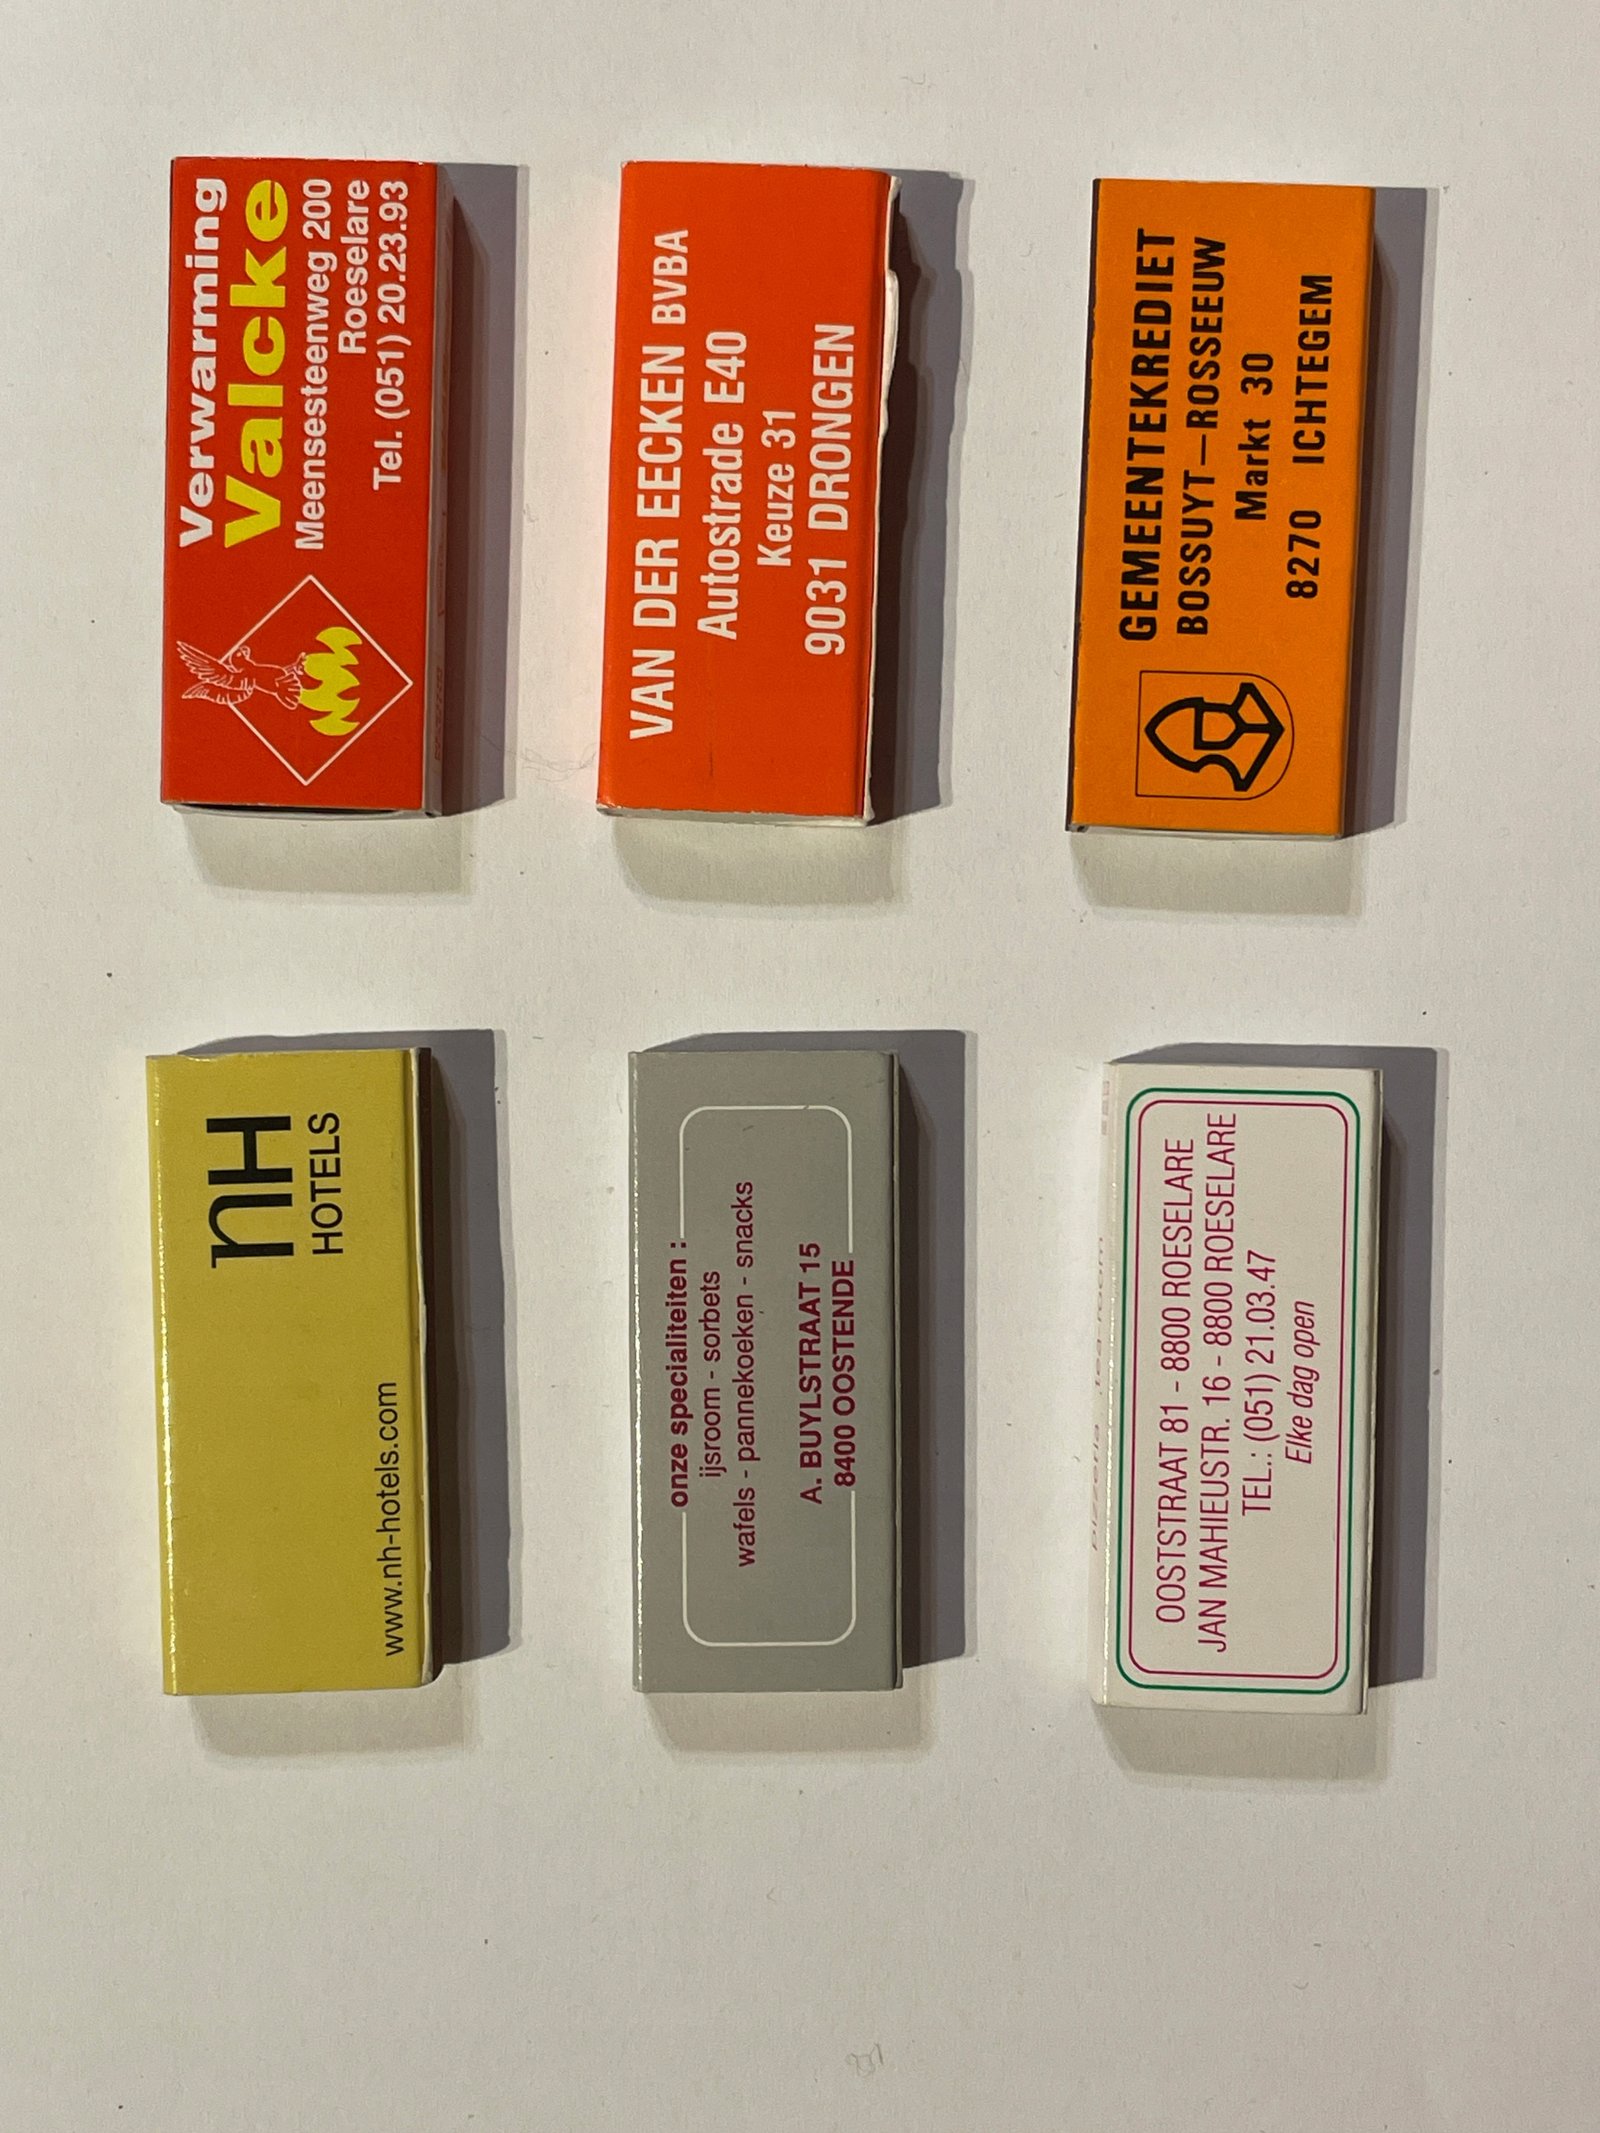 Verwarming
Valcke
Meensesteenweg 200
Roeselare
Tel. (051) 20.23.93
VAN DER EECKEN BVBA
Autostrade E40
Keuze 31
9031 DRONGEN
GEMEENTEKREDIET
BOSSUYT–ROSSEEUW
Markt 30
8270 ICHTEGEM
nH
HOTELS
www.nh-hotels.com
onze specialiteiten :
ijsroom - sorbets
wafels - pannekoeken - snacks
A. BUYLSTRAAT 15
8400 OOSTENDE
pizzeria tea-room
OOSTSTRAAT 81 - 8800 ROESELARE
JAN MAHIEUSTR. 16 - 8800 ROESELARE
TEL.: (051) 21.03.47
Elke dag open